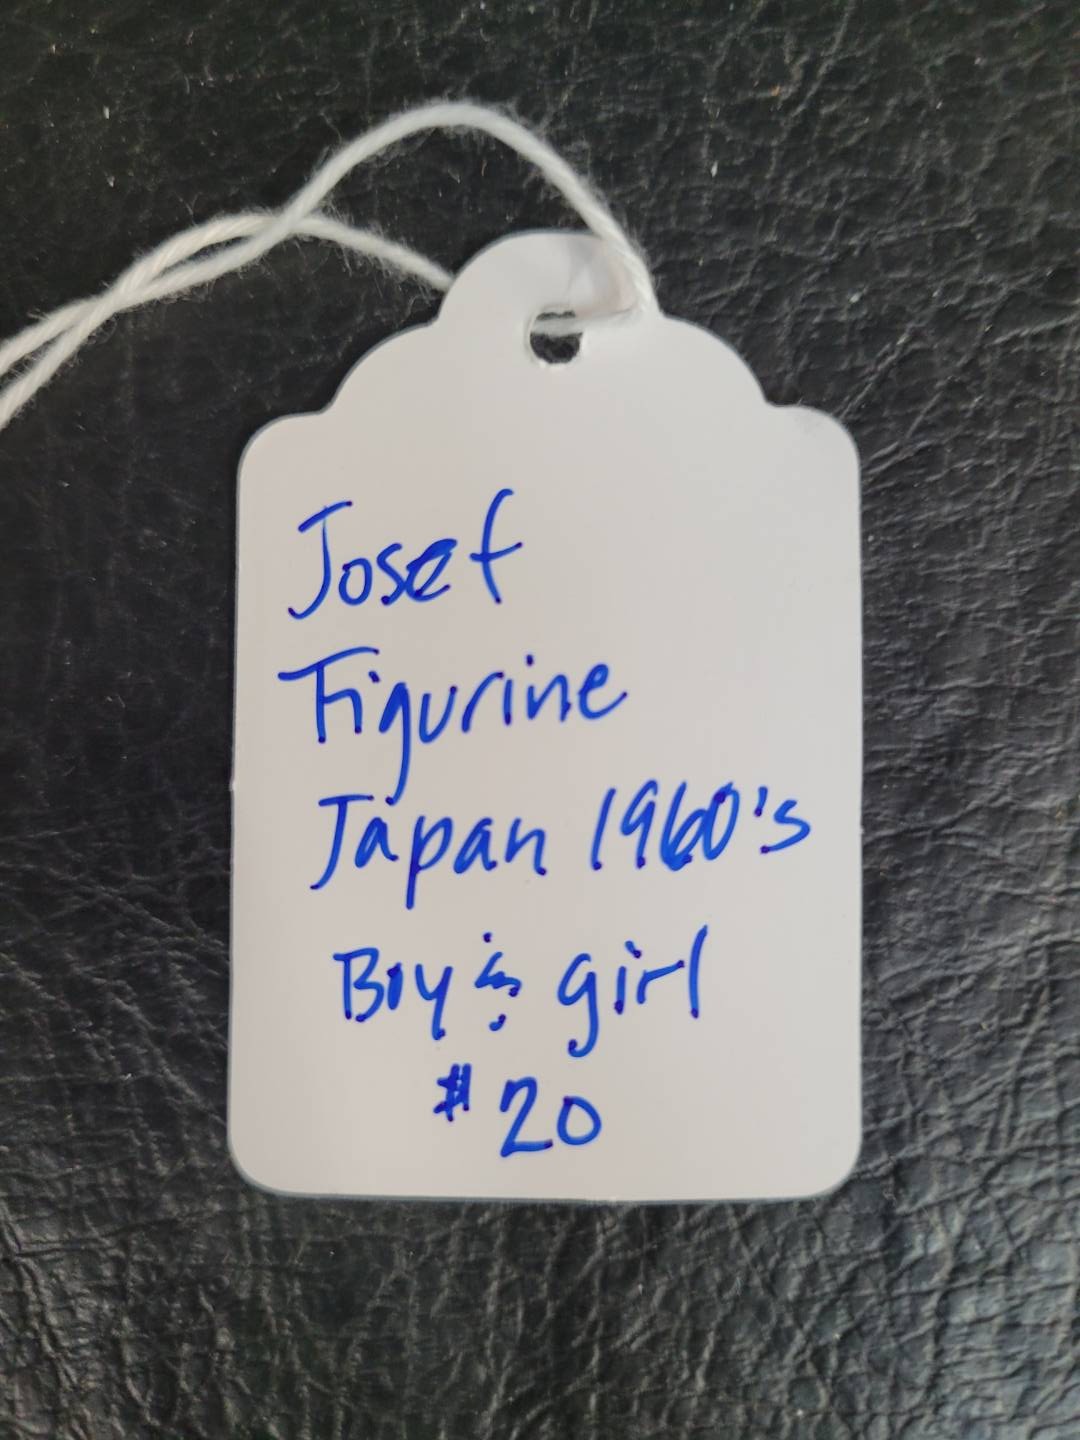 Josef
Figurine
Japan 1960's
Boy & girl
$20